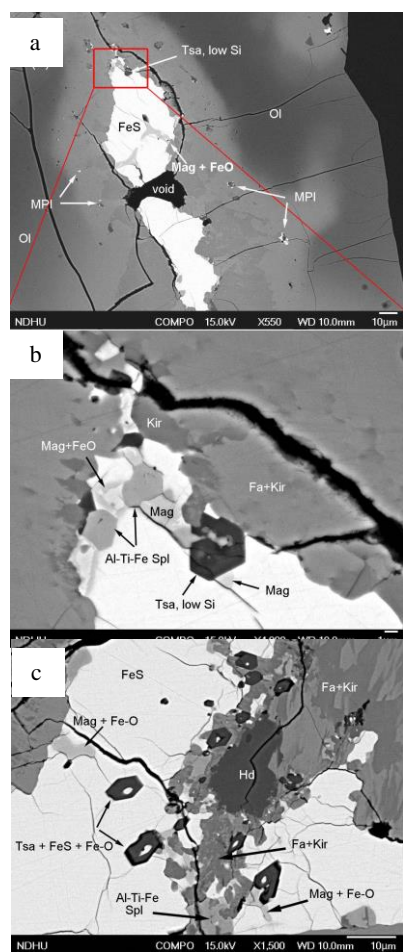 a
Tsa, low Si
Ol
FeS
Mag + FeO
MPI
void
MPI
Ol
NDHU COMPO 15.0kV X550 WD 10.0mm 10µm
b
Kir
Mag+FeO
Fa+Kir
Mag
Al-Ti-Fe Spl
Mag
Tsa, low Si
c
FeS
Fa+Kir
Mag + Fe-O
Hd
Tsa + FeS + Fe-O
Fa+Kir
Al-Ti-Fe
Spl
Mag + Fe-O
NDHU COMPO 15.0kV X1,500 WD 10.0mm 10µm